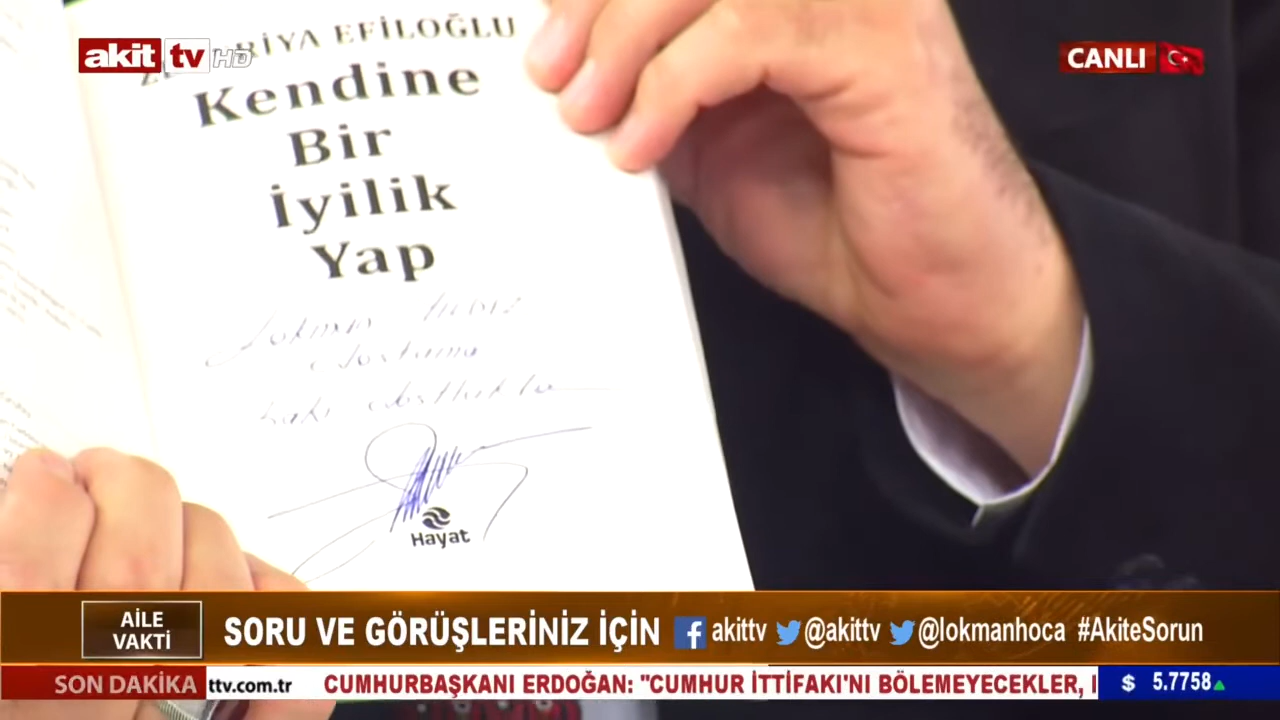 akit tv HD
CANLI
RİYA EFİLOĞLU
Kendine
Bir
İyilik
Yap
Lokman
Hayat
AİLE
VAKTİ
SORU VE GÖRÜŞLERİNİZ İÇİN akittv @akittv @lokmanhoca #AkiteSorun
SON DAKİKA ttv.com.tr CUMHURBAŞKANI ERDOĞAN: "CUMHUR İTTİFAKI'NI BÖLEMEYECEKLER, $ 5.7758